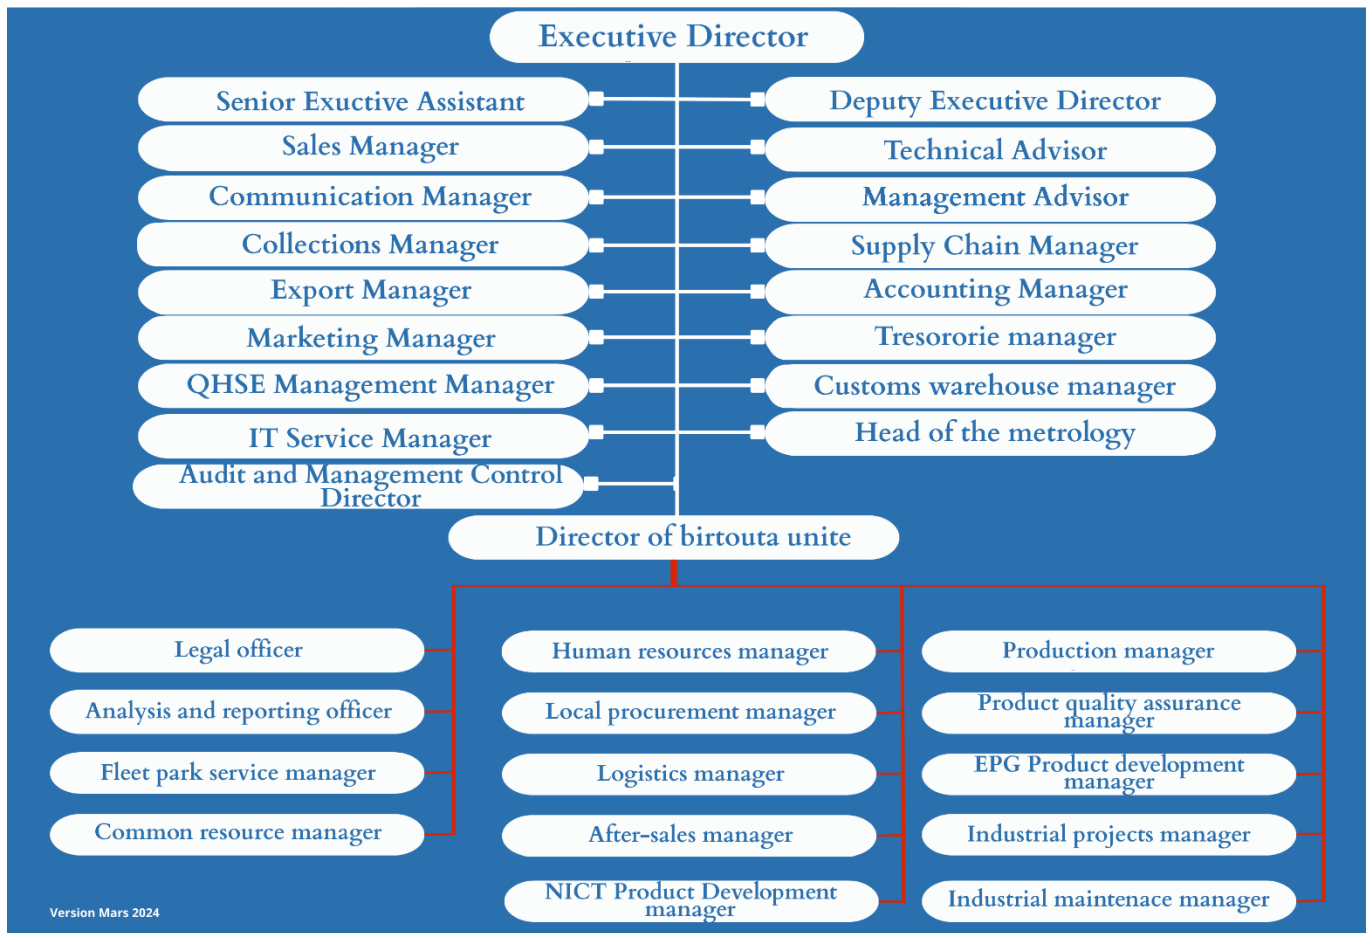 Executive Director
Senior Exuctive Assistant
Deputy Executive Director
Sales Manager
Technical Advisor
Communication Manager
Management Advisor
Collections Manager
Supply Chain Manager
Export Manager
Accounting Manager
Marketing Manager
Tresororie manager
QHSE Management Manager
Customs warehouse manager
IT Service Manager
Head of the metrology
Audit and Management Control
Director
Director of birtouta unite
Legal officer
Analysis and reporting officer
Fleet park service manager
Common resource manager
Human resources manager
Local procurement manager
Logistics manager
After-sales manager
NICT Product Development
manager
Production manager
Product quality assurance
manager
EPG Product development
manager
Industrial projects manager
Industrial maintenace manager
Version Mars 2024